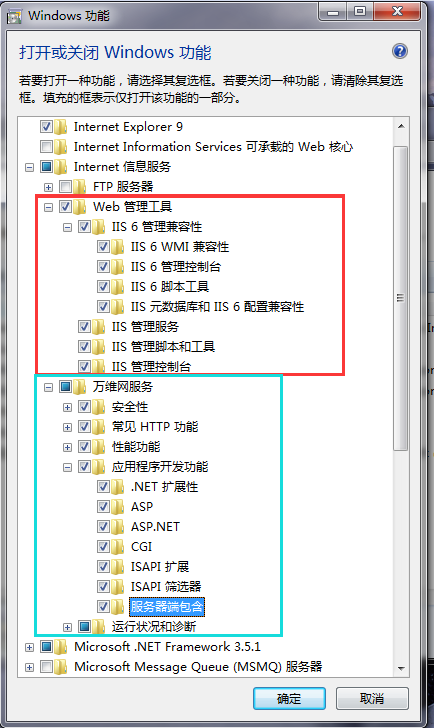 Windows 功能
打开或关闭 Windows 功能
若要打开一种功能，请选择其复选框。若要关闭一种功能，请清除其复选
框。填充的框表示仅打开该功能的一部分。
Internet Explorer 9
Internet Information Services 可承载的 Web 核心
Internet 信息服务
FTP 服务器
Web 管理工具
IIS 6 管理兼容性
IIS 6 WMI 兼容性
IIS 6 管理控制台
IIS 6 脚本工具
IIS 元数据库和 IIS 6 配置兼容性
IIS 管理服务
IIS 管理脚本和工具
IIS 管理控制台
万维网服务
安全性
常见 HTTP 功能
性能功能
应用程序开发功能
.NET 扩展性
ASP
ASP.NET
CGI
ISAPI 扩展
ISAPI 筛选器
服务器端包含
运行状况和诊断
Microsoft .NET Framework 3.5.1
Microsoft Message Queue (MSMQ) 服务器
确定
取消